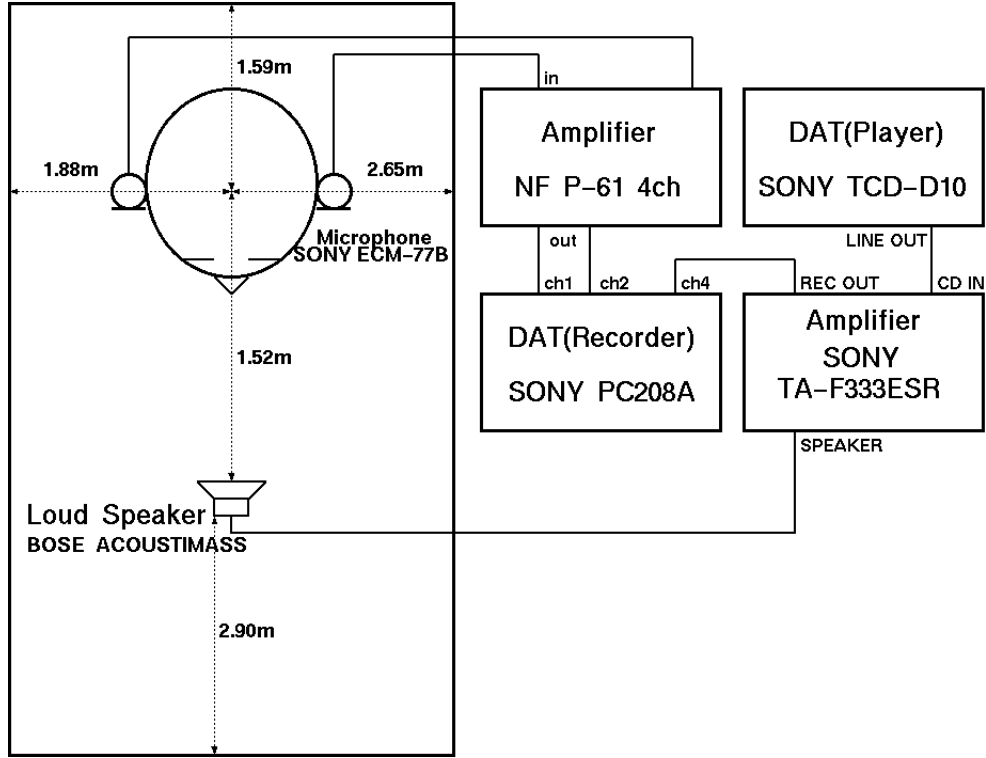 1.59m
in
Amplifier
NF P-61 4ch
DAT(Player)
SONY TCD-D10
1.88m
2.65m
Microphone
SONY ECM-77B
out
LINE OUT
ch1
ch2
ch4
REC OUT
CD IN
DAT(Recorder)
SONY PC208A
Amplifier
SONY
TA-F333ESR
1.52m
SPEAKER
Loud Speaker
BOSE ACOUSTIMASS
2.90m